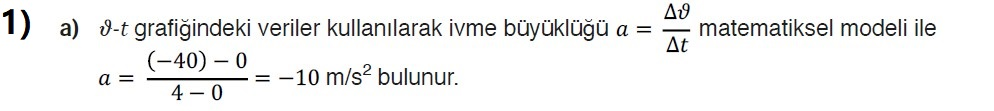 1) a) 𝜗-t grafiğindeki veriler kullanılarak ivme büyüklüğü a = Δ𝜗/Δt matematiksel modeli ile
a = ((−40) − 0)/(4 − 0) = −10 m/s² bulunur.